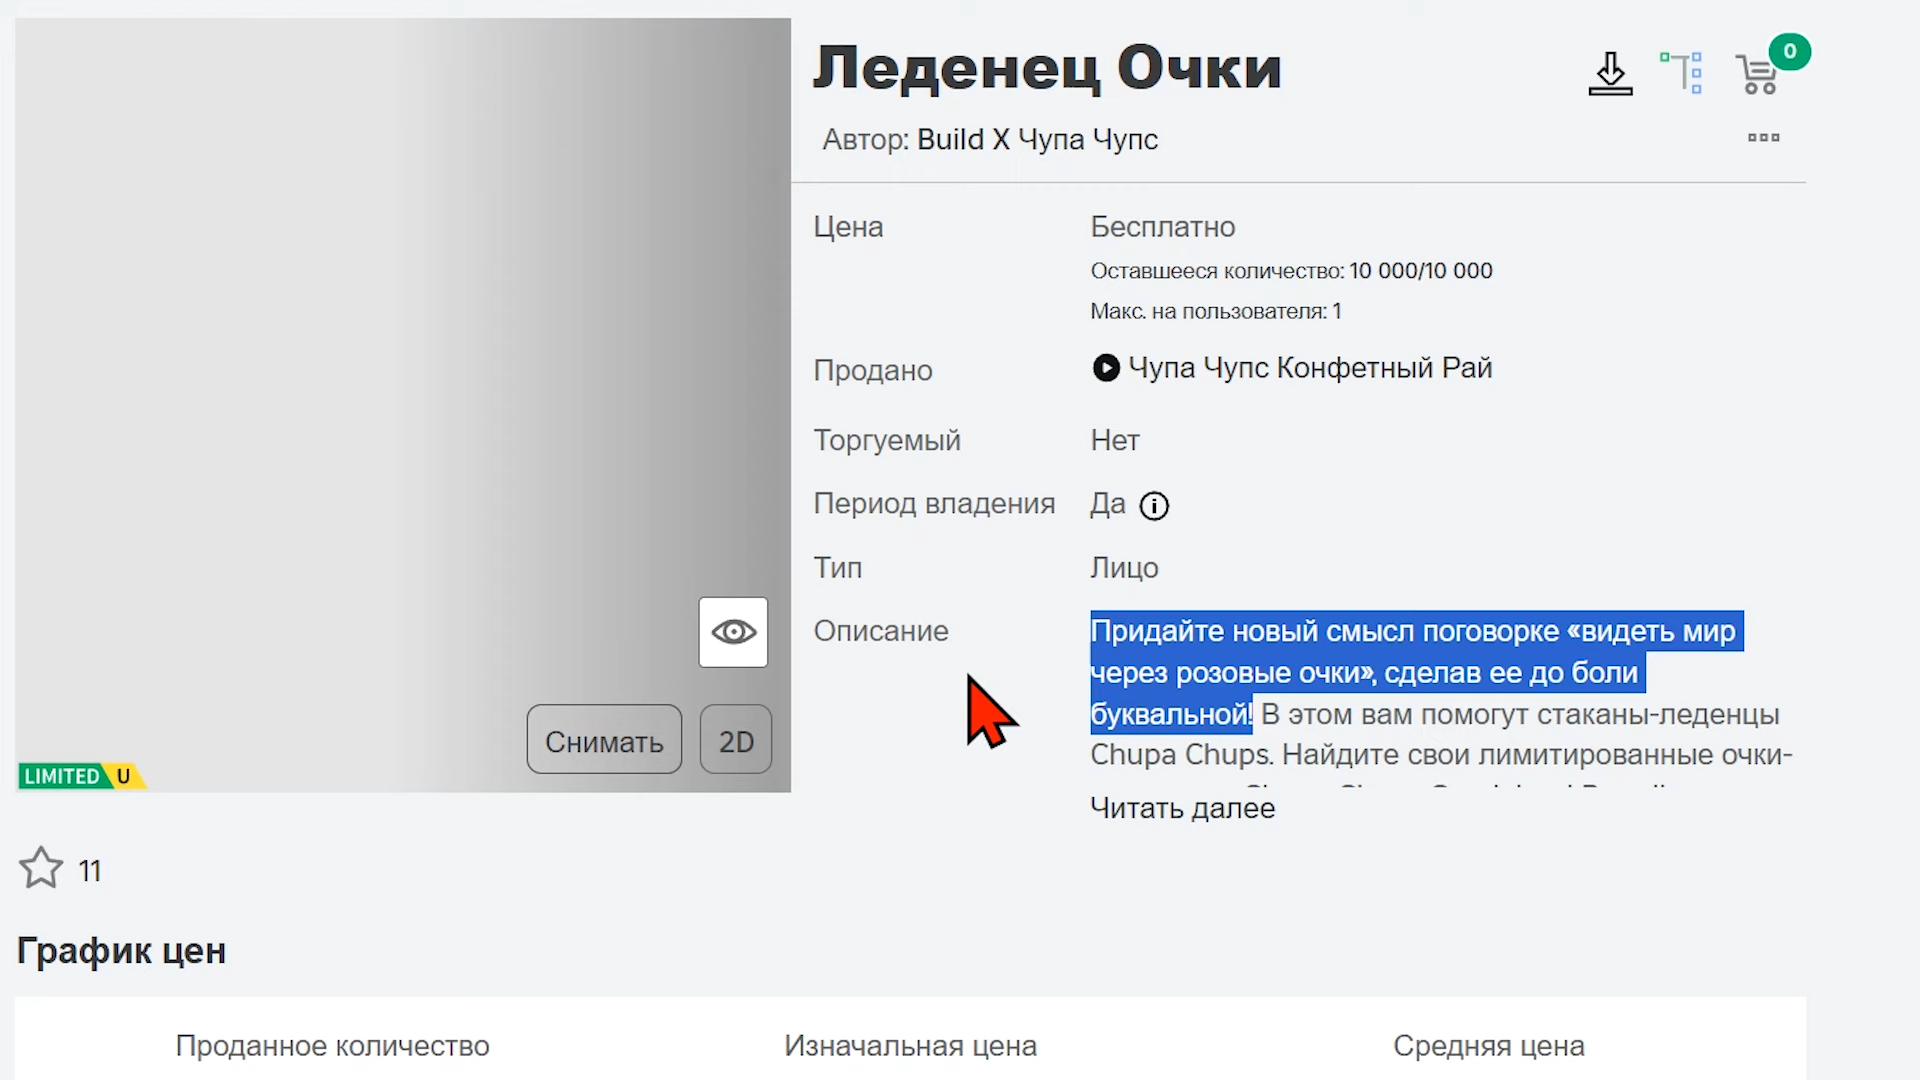 Леденец Очки
0
Автор: Build X Чупа Чупс
Цена
Бесплатно
Оставшееся количество: 10 000/10 000
Макс. на пользователя: 1
Продано
Чупа Чупс Конфетный Рай
Торгуемый
Нет
Период владения
Да
Тип
Лицо
Описание
Придайте новый смысл поговорке «видеть мир
через розовые очки», сделав ее до боли
буквальной! В этом вам помогут стаканы-леденцы
Chupa Chups. Найдите свои лимитированные очки-
Читать далее
Снимать
2D
LIMITED U
11
График цен
Проданное количество
Изначальная цена
Средняя цена